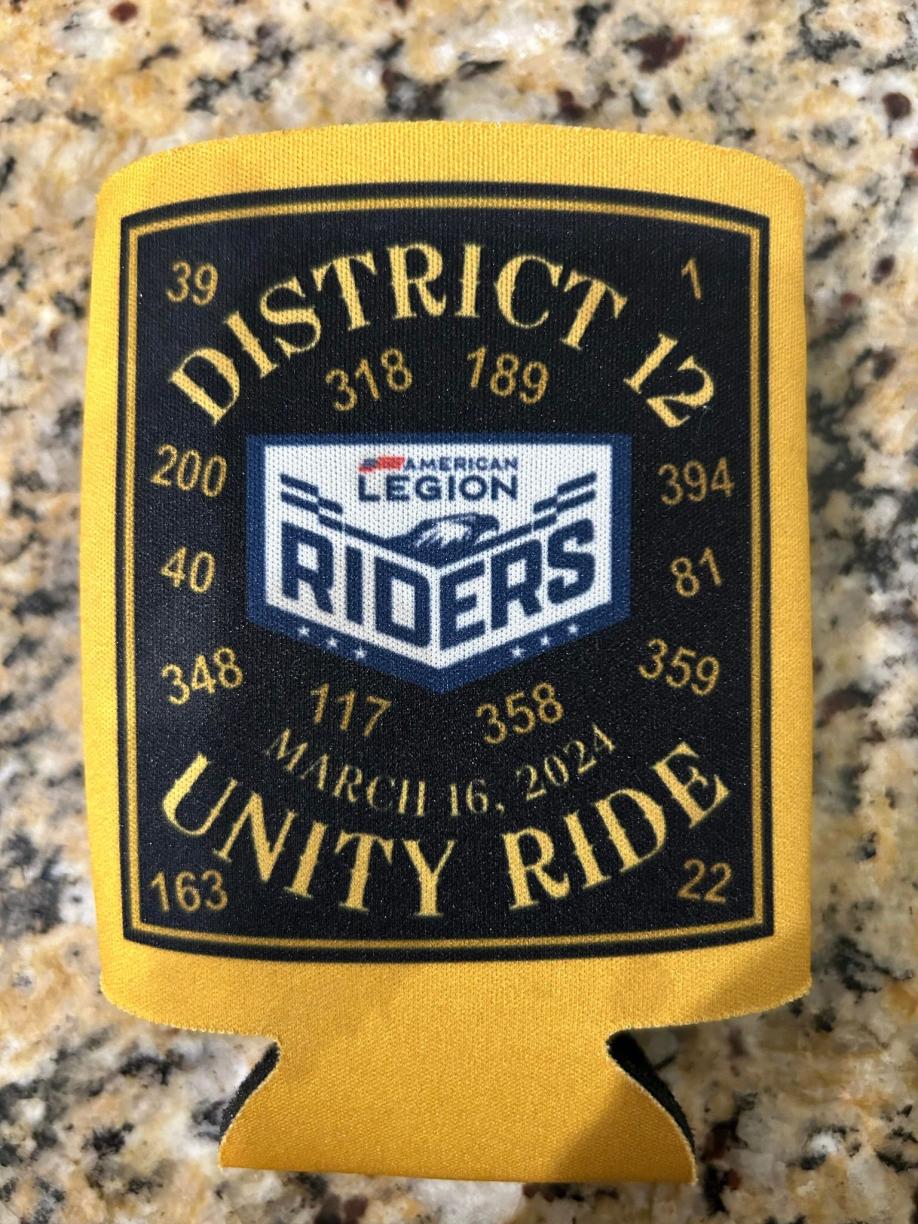 39
1
DISTRICT 12
318 189
200
394
AMERICAN
LEGION
RIDERS
40
81
348
359
117
358
MARCH 16, 2024
UNITY RIDE
163
22